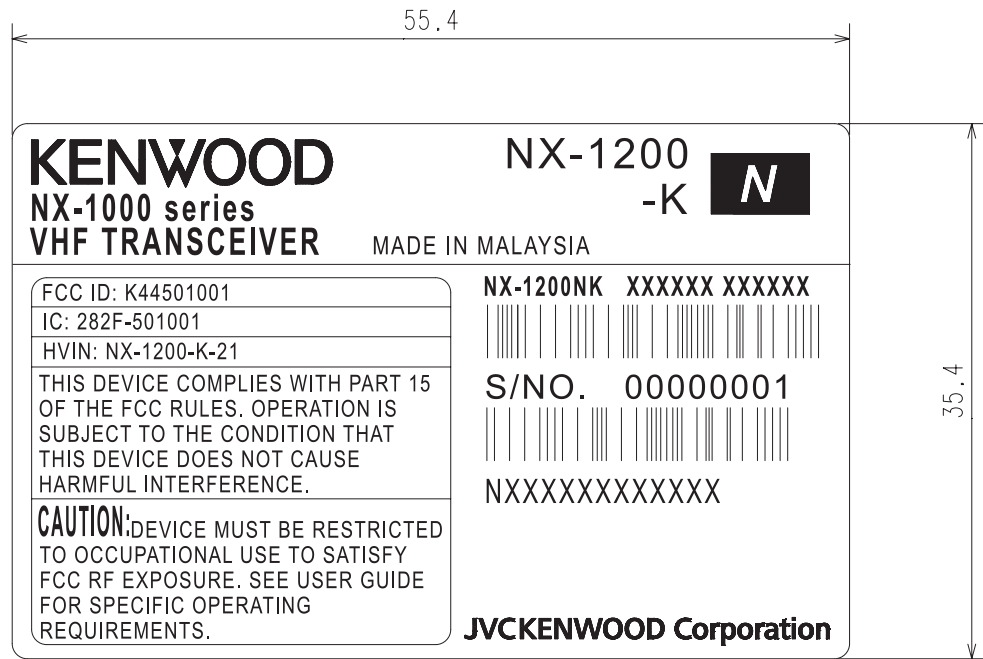 55.4
KENWOOD
NX-1000 series
VHF TRANSCEIVER
MADE IN MALAYSIA
NX-1200
-K
N
FCC ID: K44501001
IC: 282F-501001
HVIN: NX-1200-K-21
THIS DEVICE COMPLIES WITH PART 15
OF THE FCC RULES. OPERATION IS
SUBJECT TO THE CONDITION THAT
THIS DEVICE DOES NOT CAUSE
HARMFUL INTERFERENCE.
CAUTION:DEVICE MUST BE RESTRICTED
TO OCCUPATIONAL USE TO SATISFY
FCC RF EXPOSURE. SEE USER GUIDE
FOR SPECIFIC OPERATING
REQUIREMENTS.
NX-1200NK XXXXXX XXXXXX
S/NO. 00000001
NXXXXXXXXXXXX
JVCKENWOOD Corporation
35.4